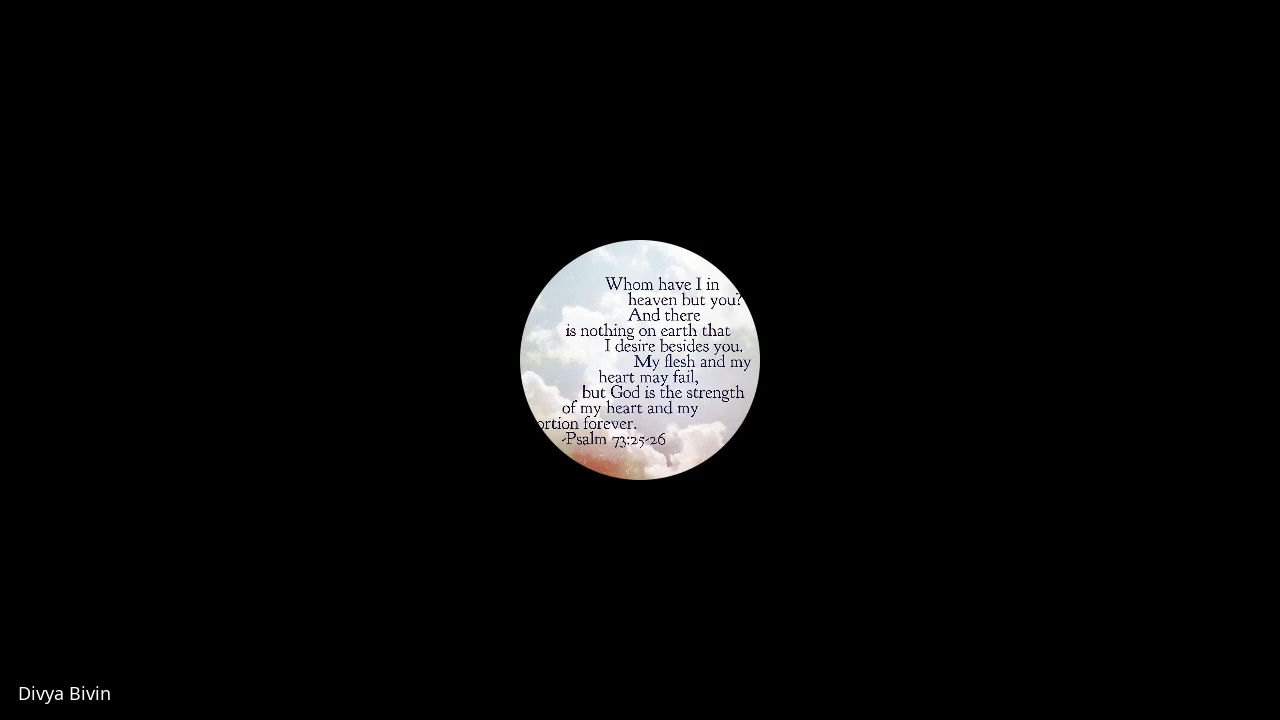 Whom have I in
heaven but you?
And there
is nothing on earth that
I desire besides you.
My flesh and my
heart may fail,
but God is the strength
of my heart and my
ortion forever.
-Psalm 73:25-26
Divya Bivin